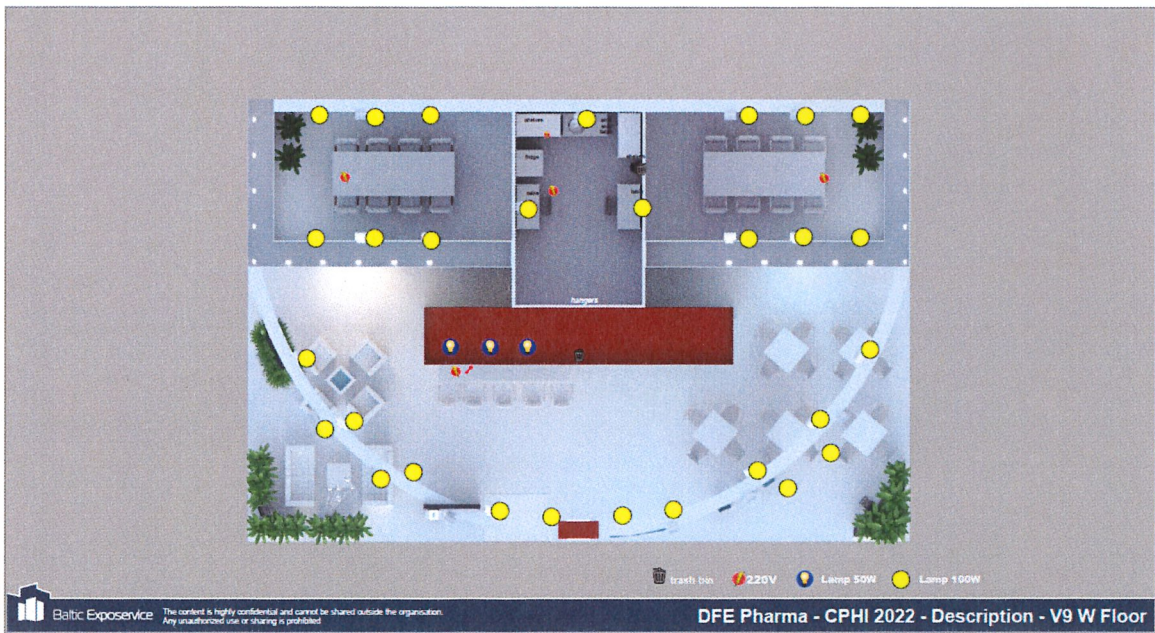 shelves
fridge
hangers
trash bin
220V
Lamp 50W
Lamp 100W
Baltic Exposervice
The content is highly confidential and cannot be shared outside the organisation.
Any unauthorized use or sharing is prohibited
DFE Pharma - CPHI 2022 - Description - V9 W Floor